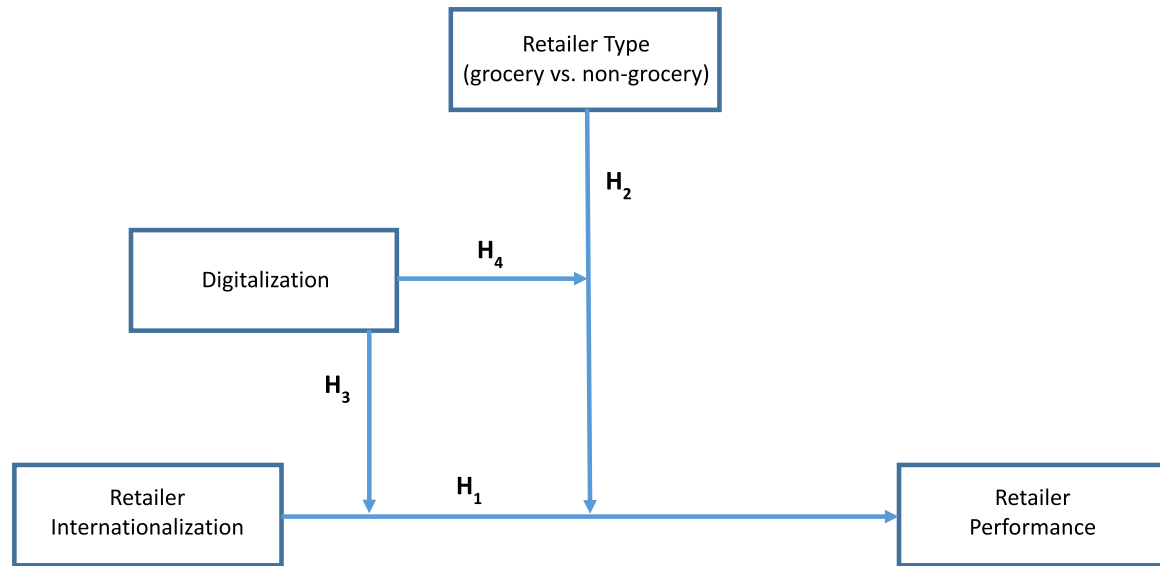 Retailer Type
(grocery vs. non-grocery)
H₂
H₄
Digitalization
H₃
H₁
Retailer
Internationalization
Retailer
Performance